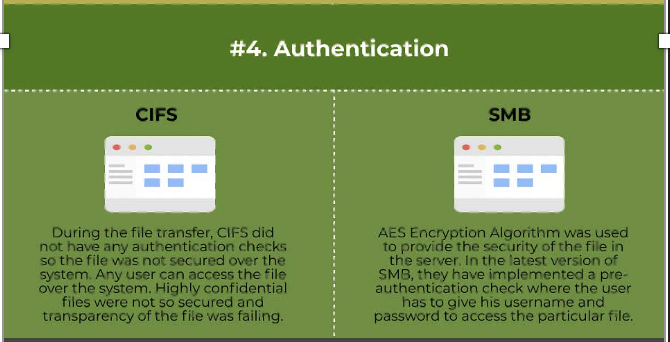 #4. Authentication
CIFS
During the file transfer, CIFS did
not have any authentication checks
so the file was not secured over the
system. Any user can access the file
over the system. Highly confidential
files were not so secured and
transparency of the file was failing.
SMB
AES Encryption Algorithm was used
to provide the security of the file in
the server. In the latest version of
SMB, they have implemented a pre-
authentication check where the user
has to give his username and
password to access the particular file.